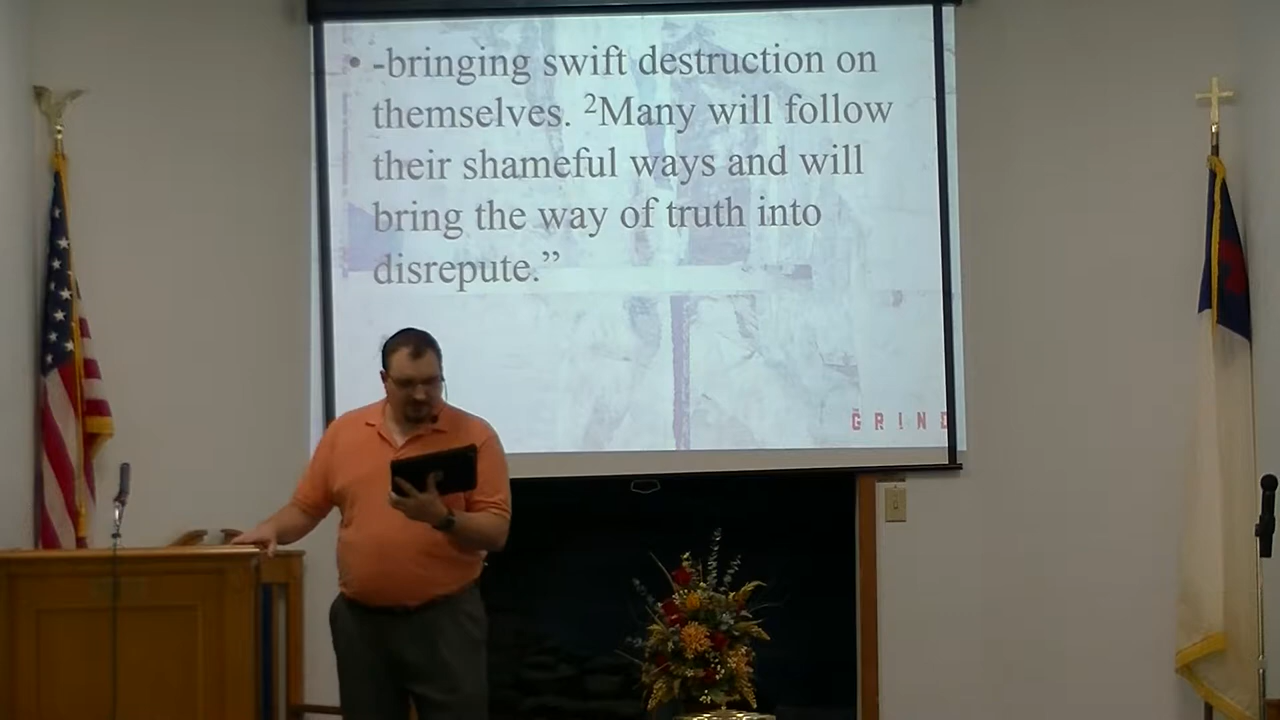 • -bringing swift destruction on
themselves. ²Many will follow
their shameful ways and will
bring the way of truth into
disrepute.”
GRIND